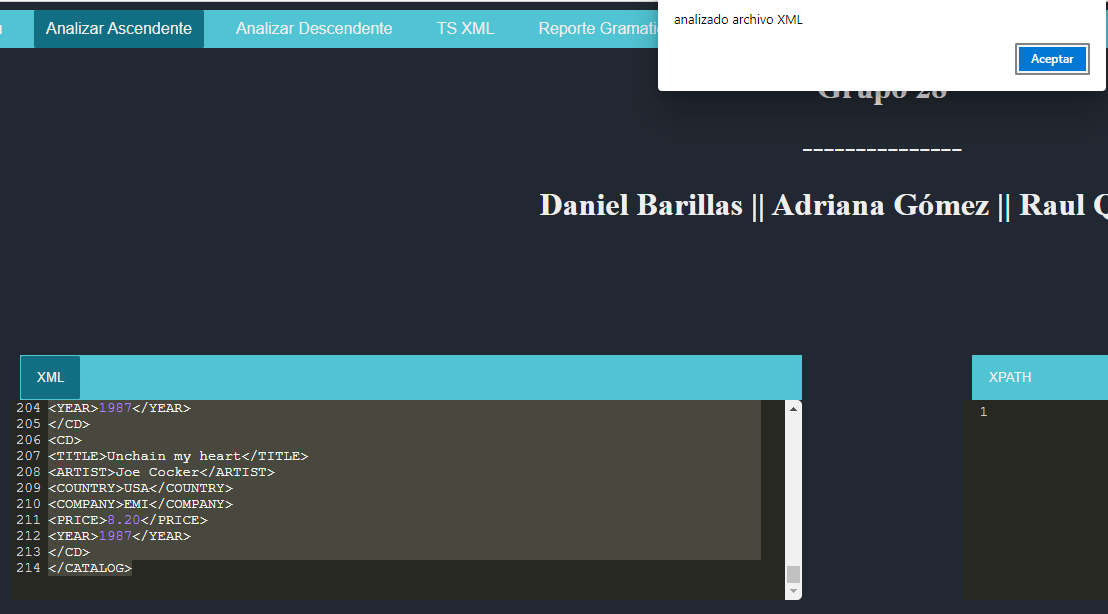 Analizar Ascendente Analizar Descendente TS XML Reporte
analizado archivo XML
Aceptar
Grupo 28
---------------
Daniel Barillas || Adriana Gómez || Raul
XML
204 <YEAR>1987</YEAR>
205 </CD>
206 <CD>
207 <TITLE>Unchain my heart</TITLE>
208 <ARTIST>Joe Cocker</ARTIST>
209 <COUNTRY>USA</COUNTRY>
210 <COMPANY>EMI</COMPANY>
211 <PRICE>8.20</PRICE>
212 <YEAR>1987</YEAR>
213 </CD>
214 </CATALOG>
XPATH
1